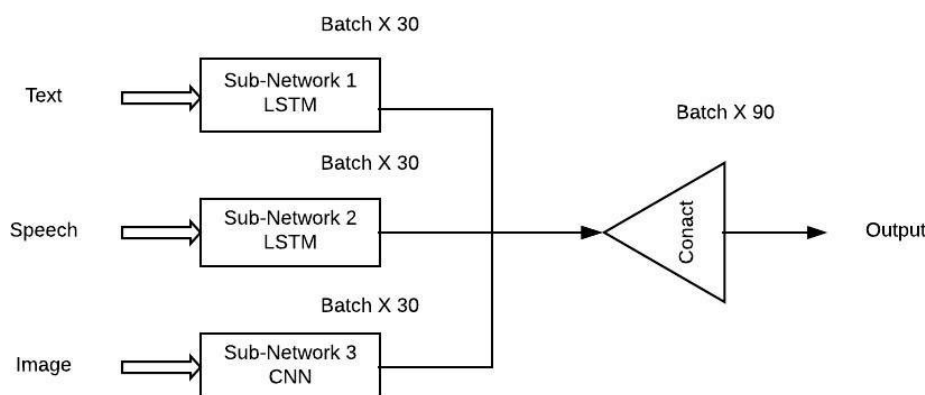 Batch X 30
Text
Sub-Network 1
LSTM
Batch X 90
Batch X 30
Speech
Sub-Network 2
LSTM
Conact
Output
Batch X 30
Image
Sub-Network 3
CNN